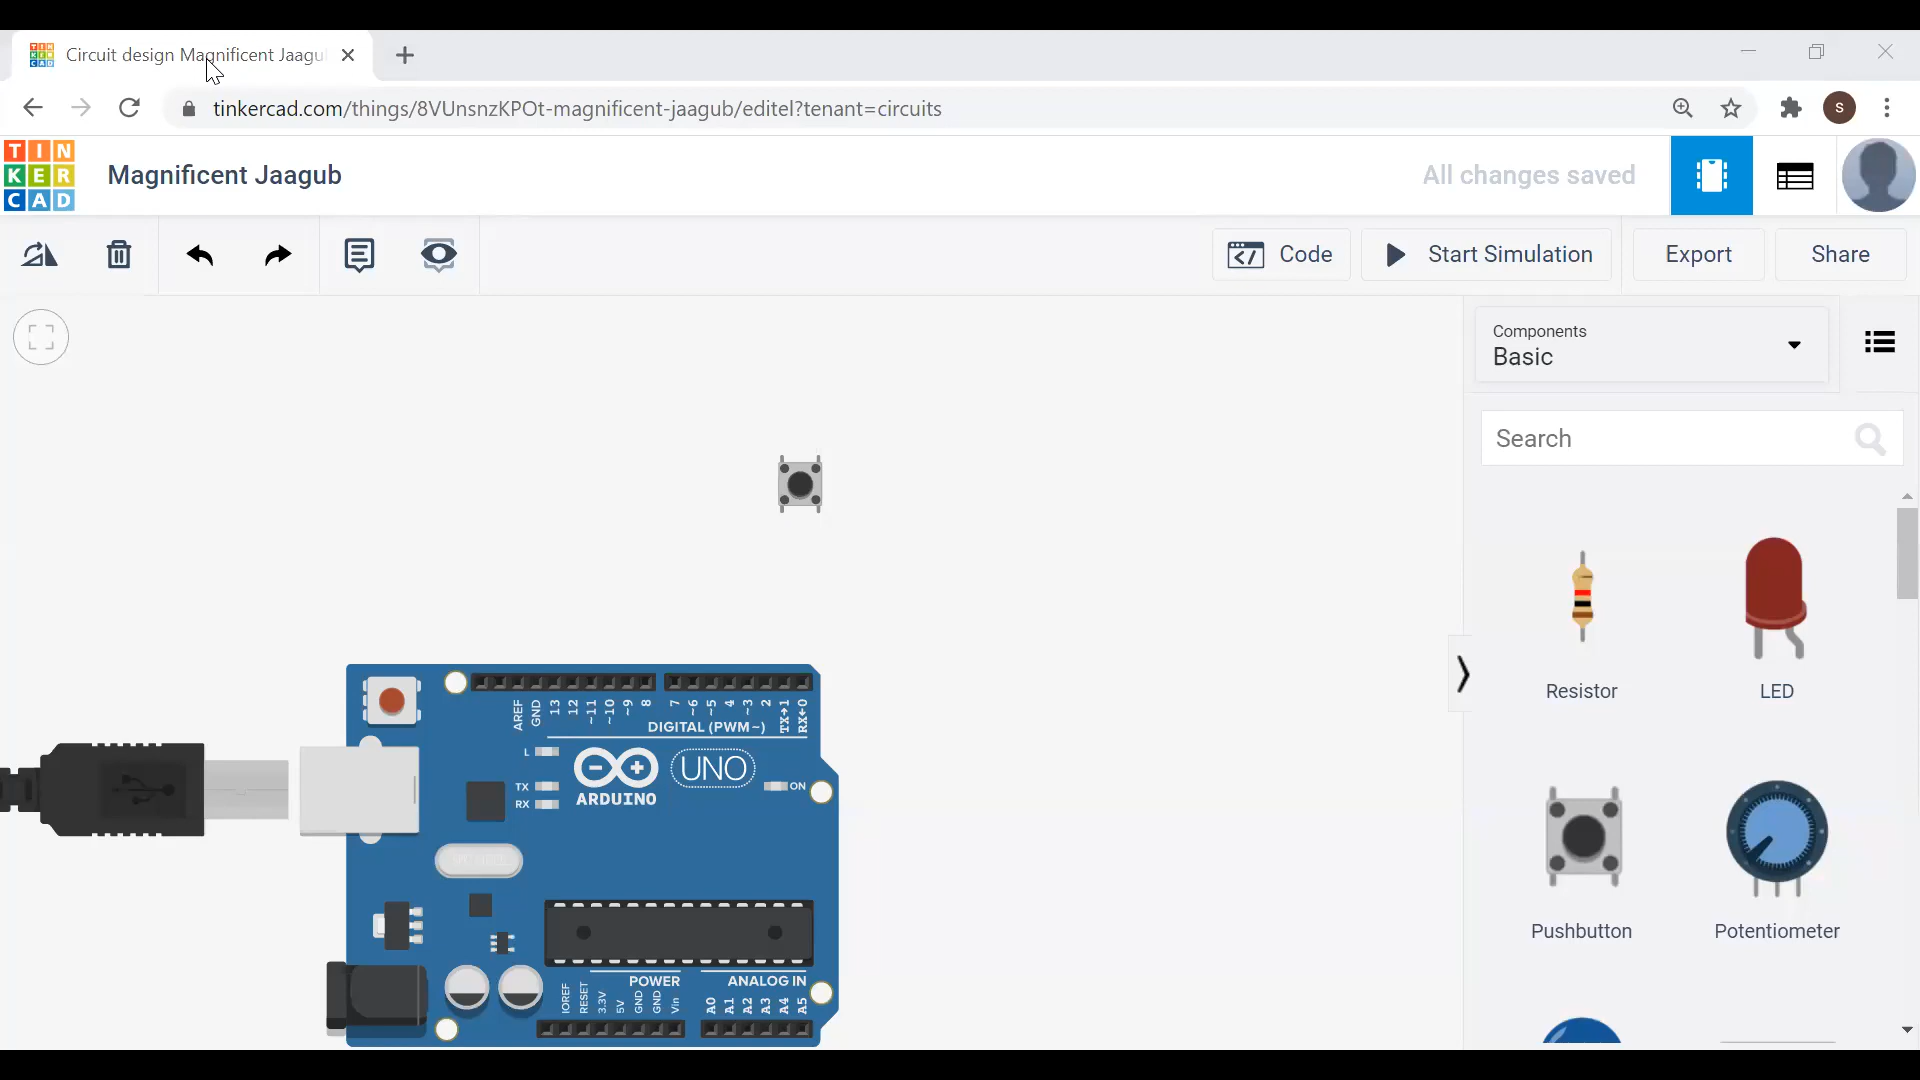 Circuit design Magnificent Jaagu
tinkercad.com/things/8VUnsnzKPOt-magnificent-jaagub/editel?tenant=circuits
S
TIN
KER
CAD
Magnificent Jaagub
All changes saved
Code
Start Simulation
Export
Share
Components
Basic
Search
Resistor
LED
Pushbutton
Potentiometer
AREF
GND
13
12
~11
~10
~9
8
7
~6
~5
4
~3
2
TX→1
RX←0
DIGITAL (PWM~)
L
TX
RX
ARDUINO
UNO
ON
POWER
ANALOG IN
IOREF
RESET
3.3V
5V
GND
GND
Vin
A0
A1
A2
A3
A4
A5